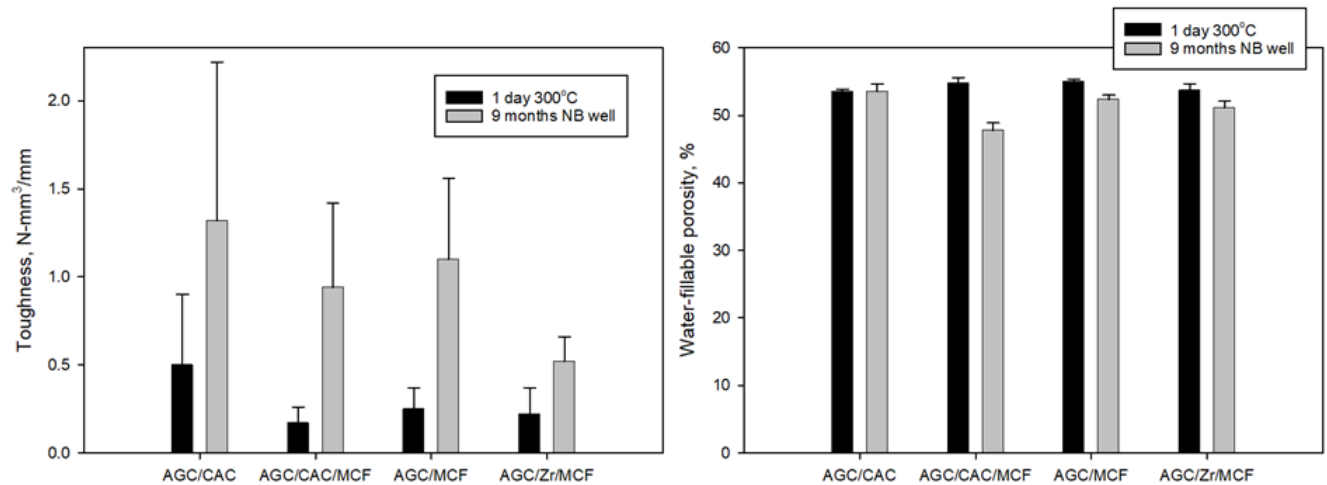 Toughness, N-mm³/mm
2.0
1.5
1.0
0.5
0.0
1 day 300°C
9 months NB well
AGC/CAC AGC/CAC/MCF AGC/MCF AGC/Zr/MCF
Water-fillable porosity, %
60
50
40
30
20
10
0
1 day 300°C
9 months NB well
AGC/CAC AGC/CAC/MCF AGC/MCF AGC/Zr/MCF